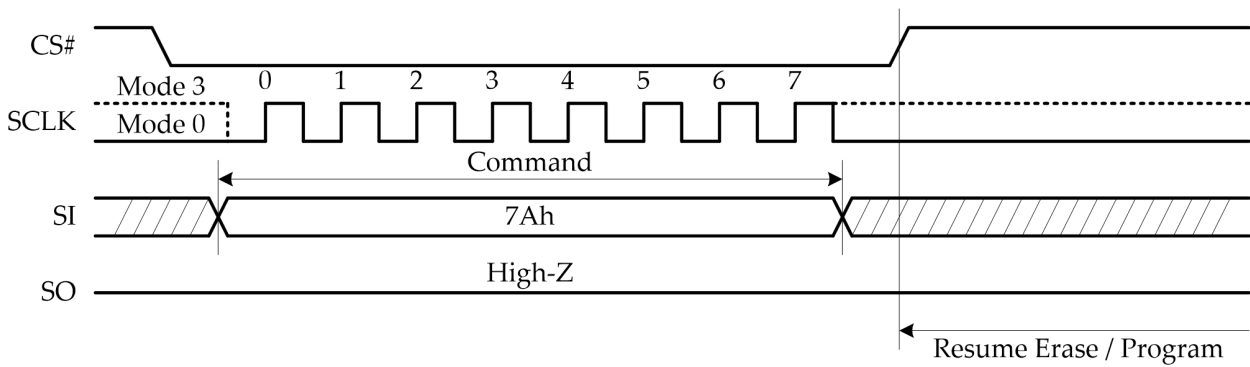 CS#
Mode 3 0 1 2 3 4 5 6 7
SCLK
Mode 0
Command
SI 7Ah
High-Z
SO
Resume Erase / Program